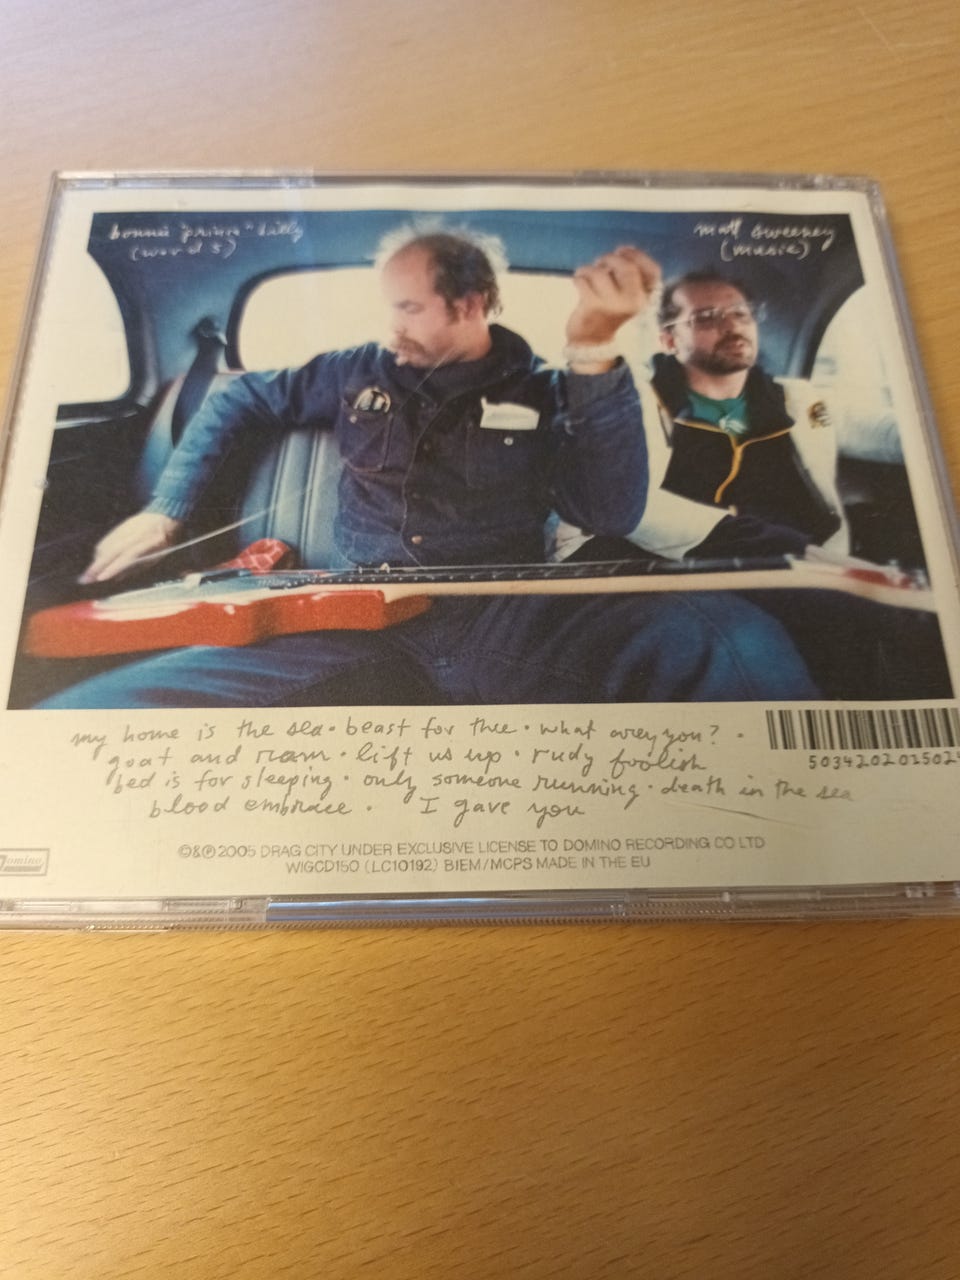 bonnie "prince" billy
(words)
matt sweeney
(music)
my home is the sea · beast for thee · what are you? ·
goat and ram · lift us up · rudy foolish
bed is for sleeping · only someone running · death in the sea
blood embrace · I gave you
5034202015024
©&℗ 2005 DRAG CITY UNDER EXCLUSIVE LICENSE TO DOMINO RECORDING CO LTD
WIGCD150 (LC10192) BIEM/MCPS MADE IN THE EU
Domino